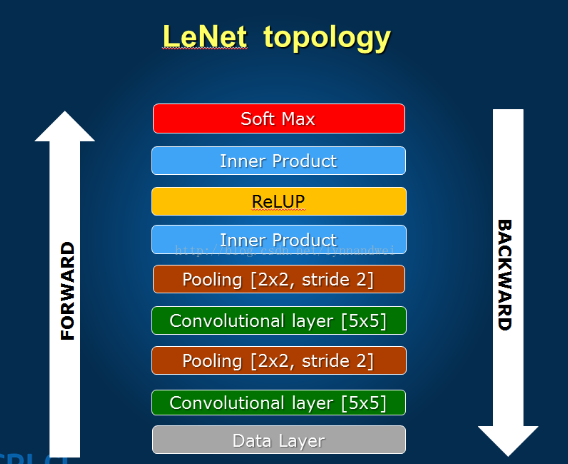 LeNet topology
Soft Max
Inner Product
ReLUP
Inner Product
Pooling [2x2, stride 2]
Convolutional layer [5x5]
Pooling [2x2, stride 2]
Convolutional layer [5x5]
Data Layer
FORWARD
BACKWARD